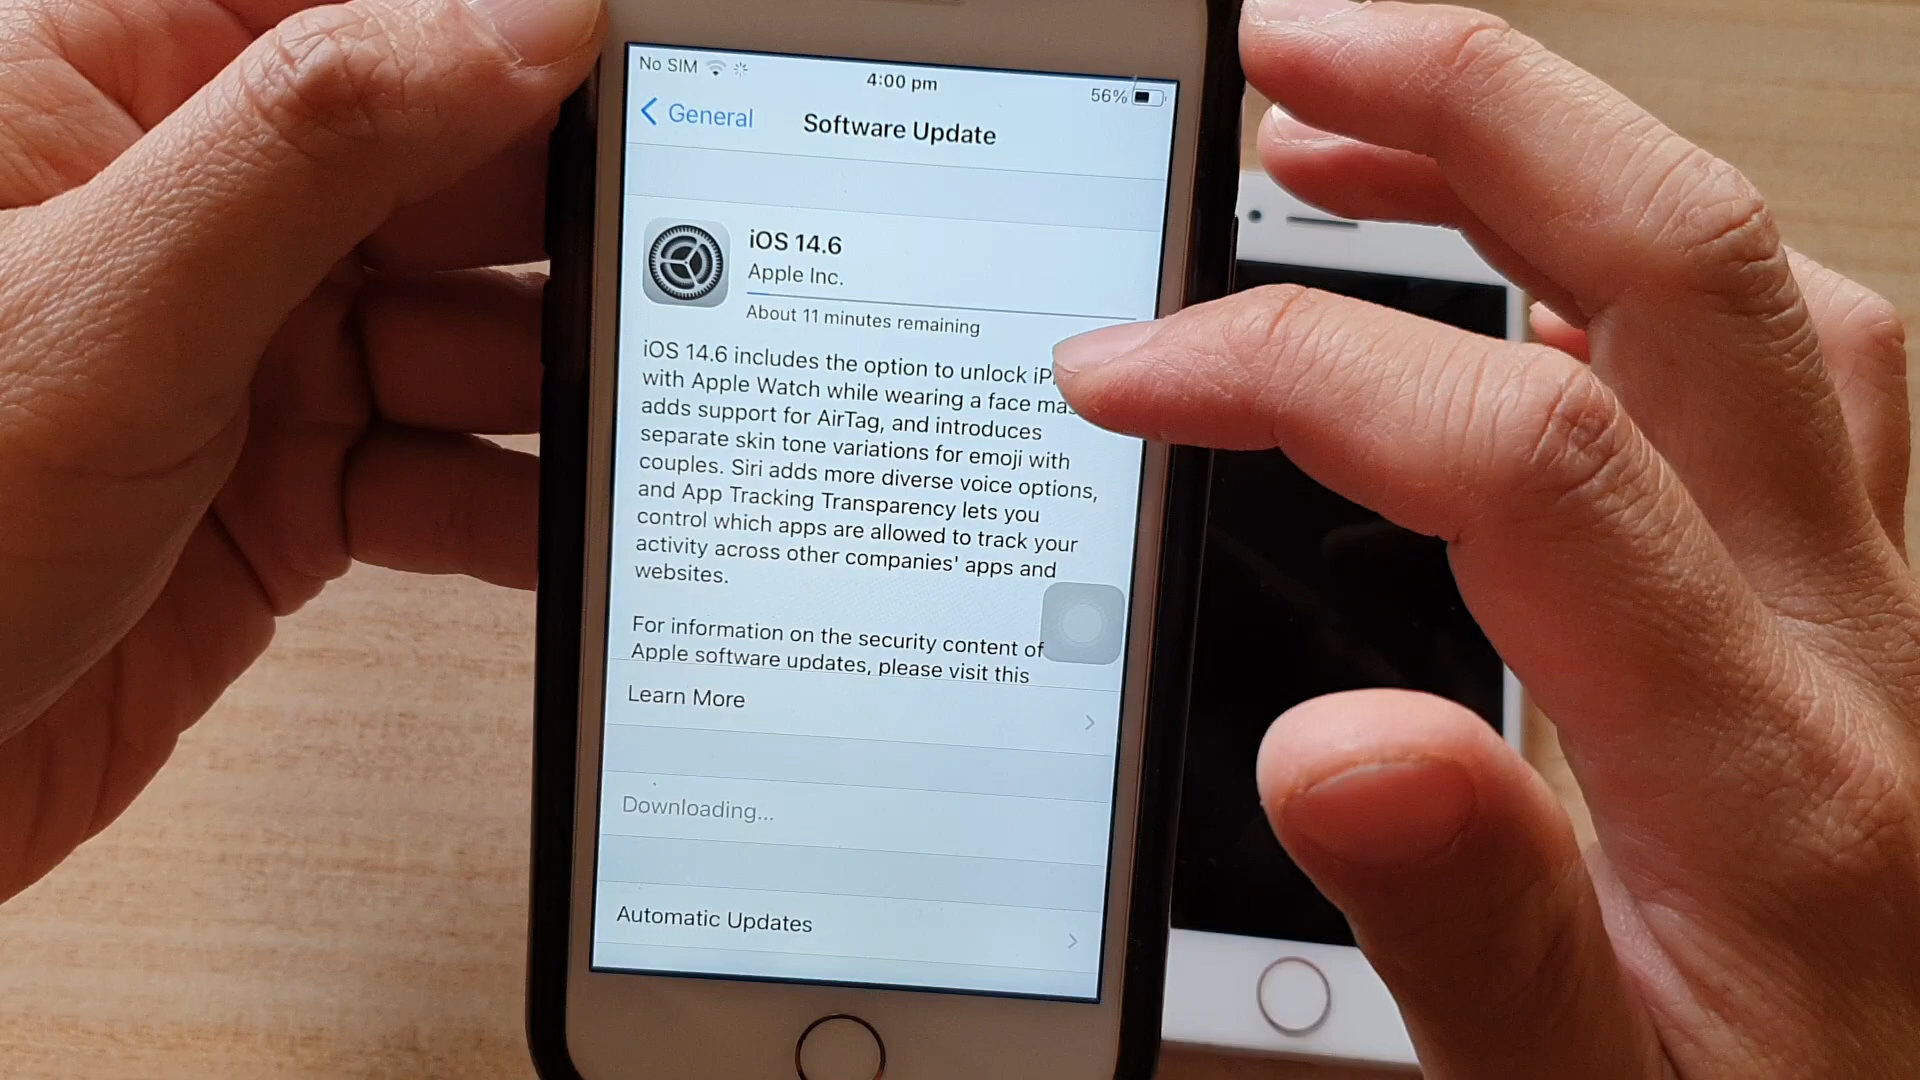 No SIM
4:00 pm
56%
General
Software Update
iOS 14.6
Apple Inc.
About 11 minutes remaining
iOS 14.6 includes the option to unlock
with Apple Watch while wearing a face
adds support for AirTag, and introduces
separate skin tone variations for emoji with
couples. Siri adds more diverse voice options,
and App Tracking Transparency lets you
control which apps are allowed to track your
activity across other companies' apps and
websites.
For information on the security content of
Apple software updates, please visit this
Learn More
Downloading...
Automatic Updates